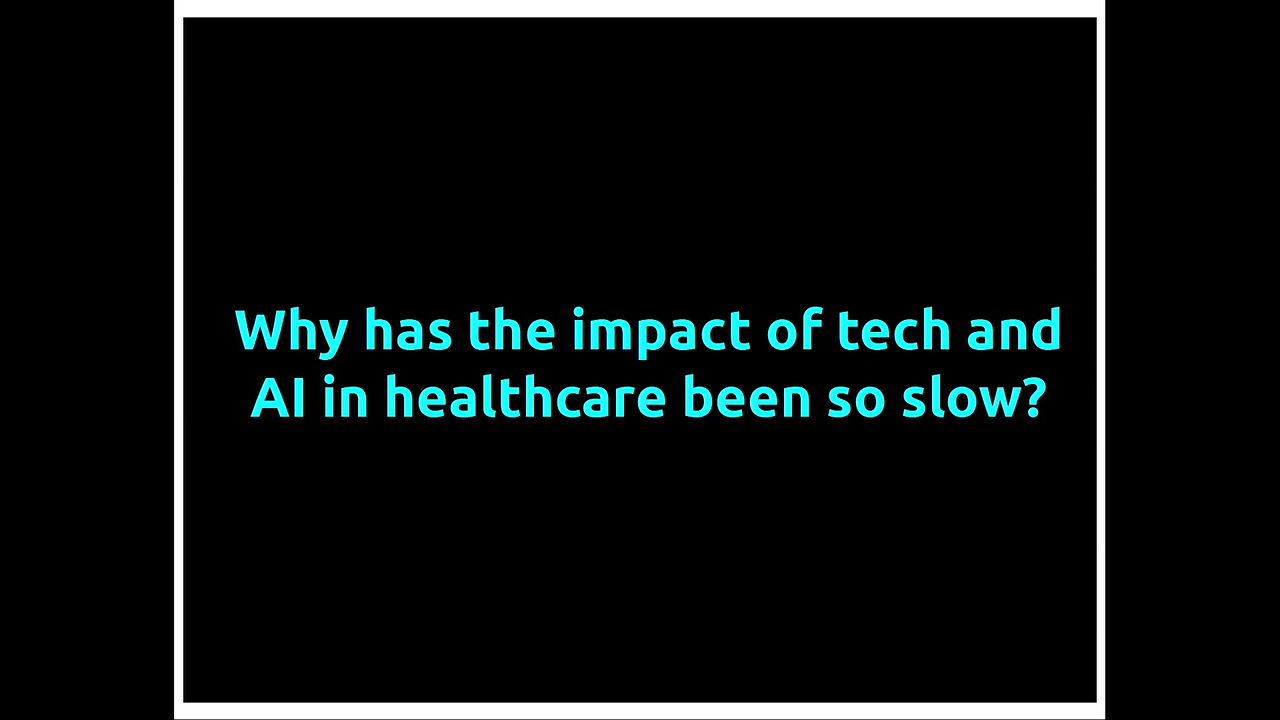 Why has the impact of tech and
AI in healthcare been so slow?